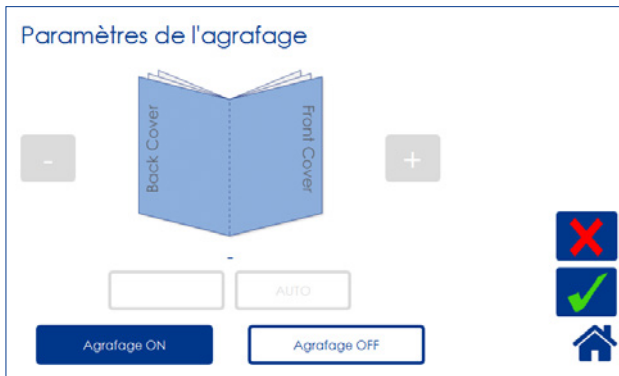 Paramètres de l'agrafage
Back Cover
Front Cover
-
+
-
AUTO
Agrafage ON
Agrafage OFF